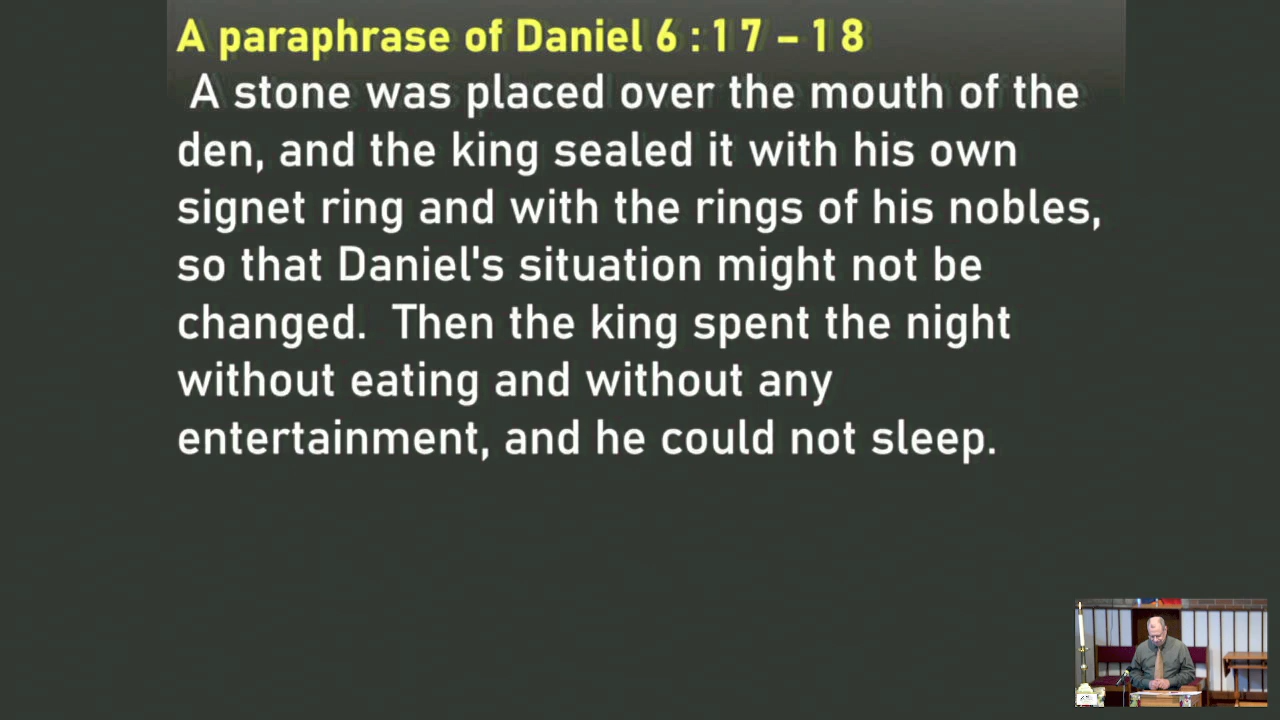 A paraphrase of Daniel 6 : 17 – 18
A stone was placed over the mouth of the
den, and the king sealed it with his own
signet ring and with the rings of his nobles,
so that Daniel's situation might not be
changed.  Then the king spent the night
without eating and without any
entertainment, and he could not sleep.